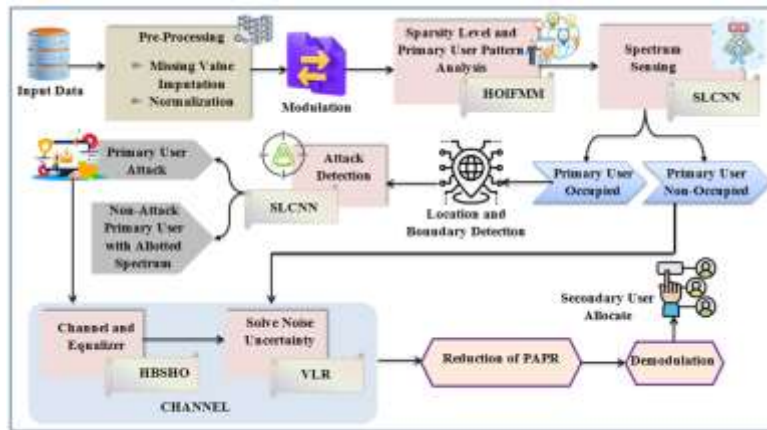 Pre-Processing
Missing Value
Imputation
Normalization
Input Data
Modulation
Sparsity Level and
Primary User Pattern
Analysis
HOIFMM
Spectrum
Sensing
SLCNN
Primary User
Attack
Attack
Detection
SLCNN
Non-Attack
Primary User
with Allotted
Spectrum
Location and
Boundary Detection
Primary User
Occupied
Primary User
Non-Occupied
Secondary User
Allocate
Channel and
Equalizer
HBSHO
Solve Noise
Uncertainty
VLR
CHANNEL
Reduction of PAPR
Demodulation